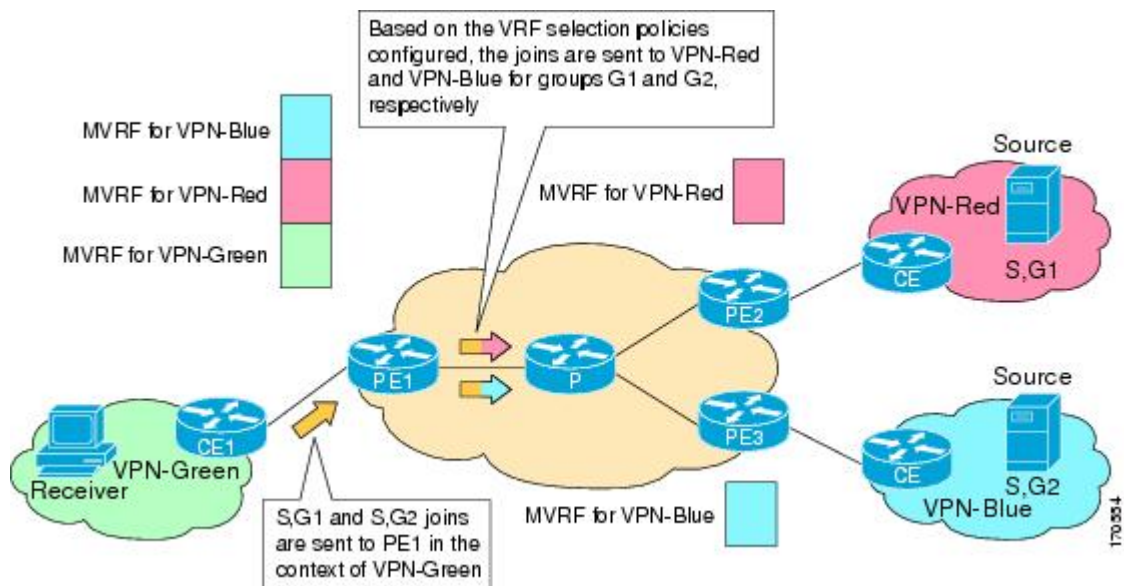 Based on the VRF selection policies
configured, the joins are sent to VPN-Red
and VPN-Blue for groups G1 and G2,
respectively
MVRF for VPN-Blue
MVRF for VPN-Red
MVRF for VPN-Green
MVRF for VPN-Red
Source
VPN-Red
CE
S,G1
PE2
PE1
P
PE3
Source
CE
S,G2
VPN-Blue
CE1
VPN-Green
Receiver
S,G1 and S,G2 joins
are sent to PE1 in the
context of VPN-Green
MVRF for VPN-Blue
170554